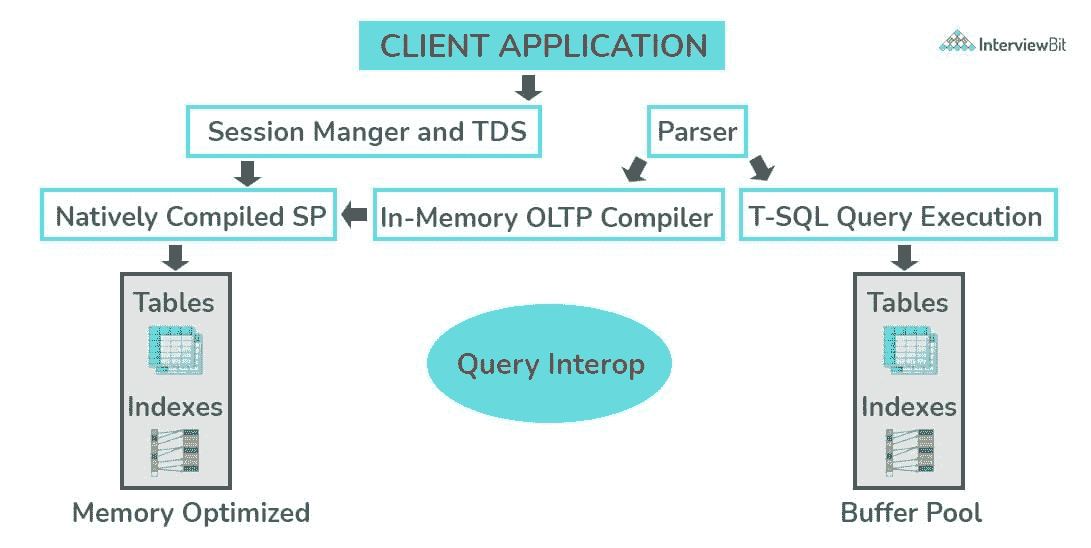 CLIENT APPLICATION
InterviewBit
Session Manger and TDS
Parser
Natively Compiled SP
In-Memory OLTP Compiler
T-SQL Query Execution
Tables
Indexes
Memory Optimized
Query Interop
Tables
Indexes
Buffer Pool